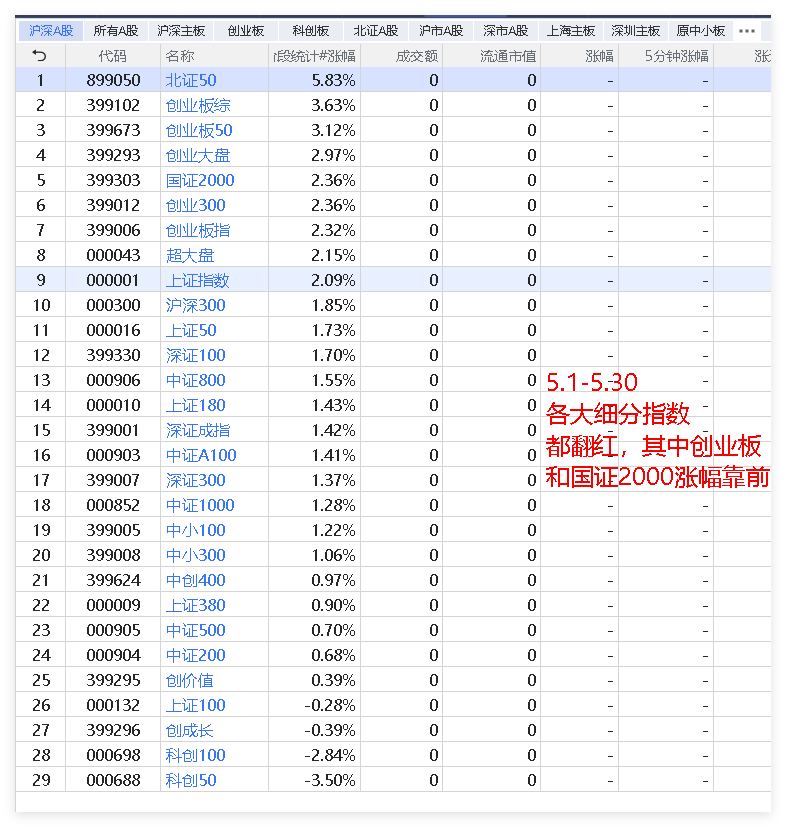 沪深A股 所有A股 沪深主板 创业板 科创板 北证A股 沪市A股 深市A股 上海主板 深圳主板 原中小板 •••
代码 名称 段统计#涨幅 成交额 流通市值 涨幅 5分钟涨幅
1 899050 北证50 5.83% 0 0 - -
2 399102 创业板综 3.63% 0 0 - -
3 399673 创业板50 3.12% 0 0 - -
4 399293 创业大盘 2.97% 0 0 - -
5 399303 国证2000 2.36% 0 0 - -
6 399012 创业300 2.36% 0 0 - -
7 399006 创业板指 2.32% 0 0 - -
8 000043 超大盘 2.15% 0 0 - -
9 000001 上证指数 2.09% 0 0 - -
10 000300 沪深300 1.85% 0 0 - -
11 000016 上证50 1.73% 0 0 - -
12 399330 深证100 1.70% 0 0 - -
13 000906 中证800 1.55% 0 0 - -
14 000010 上证180 1.43% 0 0 - -
15 399001 深证成指 1.42% 0 0 - -
16 000903 中证A100 1.41% 0 0 - -
17 399007 深证300 1.37% 0 0 - -
18 000852 中证1000 1.28% 0 0 - -
19 399005 中小100 1.22% 0 0 - -
20 399008 中小300 1.06% 0 0 - -
21 399624 中创400 0.97% 0 0 - -
22 000009 上证380 0.90% 0 0 - -
23 000905 中证500 0.70% 0 0 - -
24 000904 中证200 0.68% 0 0 - -
25 399295 创价值 0.39% 0 0 - -
26 000132 上证100 -0.28% 0 0 - -
27 399296 创成长 -0.39% 0 0 - -
28 000698 科创100 -2.84% 0 0 - -
29 000688 科创50 -3.50% 0 0 - -
5.1-5.30
各大细分指数
都翻红，其中创业板
和国证2000涨幅靠前